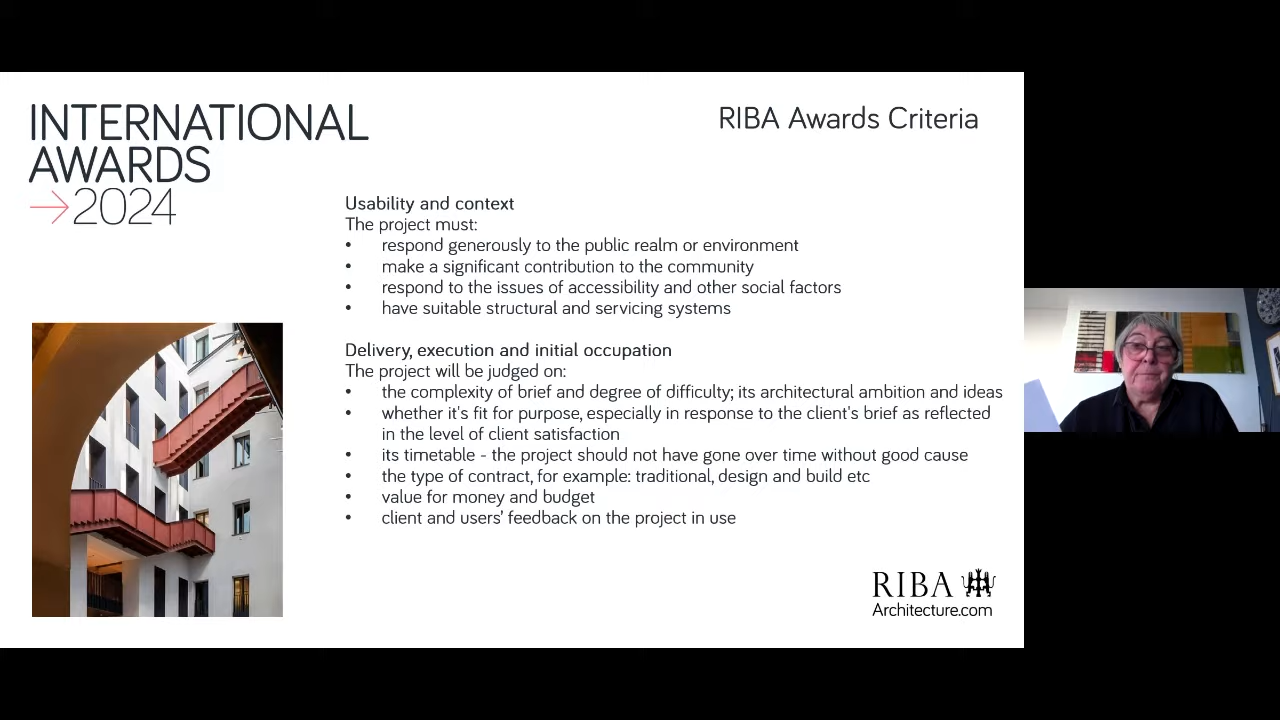 INTERNATIONAL
AWARDS
→2024
RIBA Awards Criteria
Usability and context
The project must:
• respond generously to the public realm or environment
• make a significant contribution to the community
• respond to the issues of accessibility and other social factors
• have suitable structural and servicing systems
Delivery, execution and initial occupation
The project will be judged on:
• the complexity of brief and degree of difficulty; its architectural ambition and ideas
• whether it's fit for purpose, especially in response to the client's brief as reflected
in the level of client satisfaction
• its timetable - the project should not have gone over time without good cause
• the type of contract, for example: traditional, design and build etc
• value for money and budget
• client and users’ feedback on the project in use
RIBA
Architecture.com